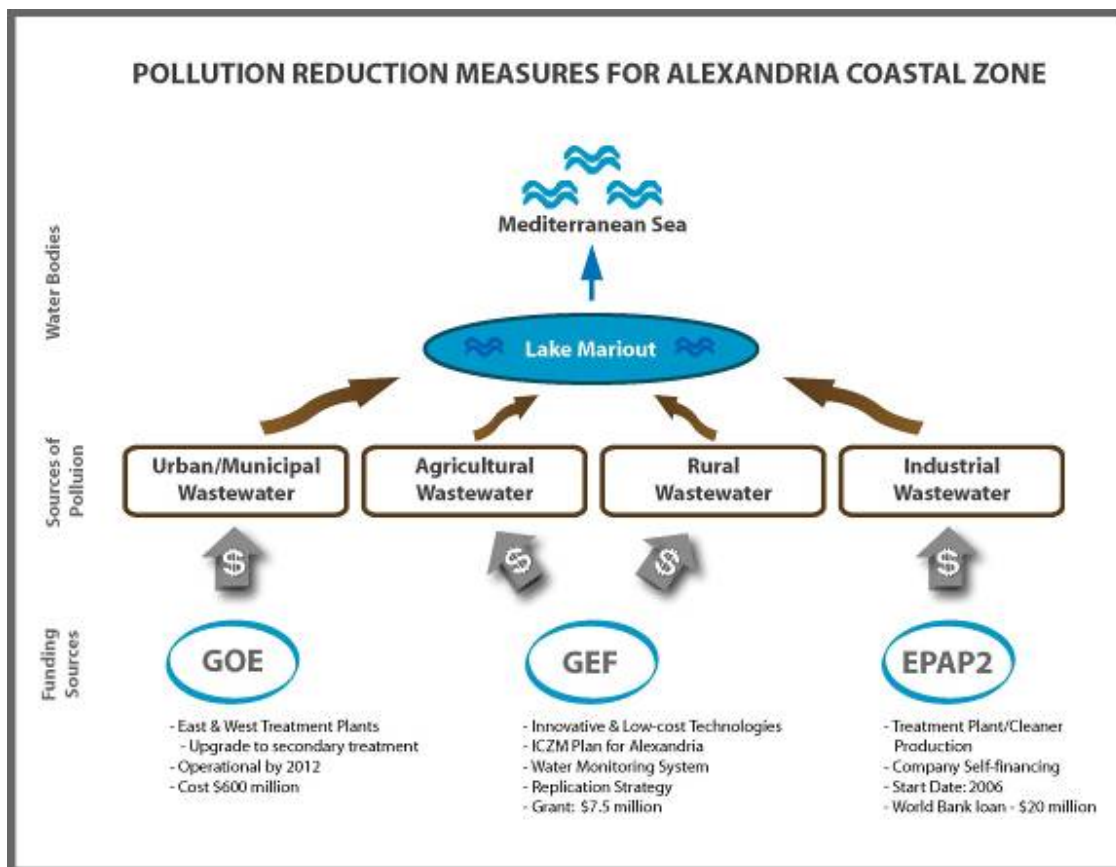 POLLUTION REDUCTION MEASURES FOR ALEXANDRIA COASTAL ZONE
Water Bodies
Mediterranean Sea
Lake Mariout
Sources of
Polluion
Urban/Municipal
Wastewater
Agricultural
Wastewater
Rural
Wastewater
Industrial
Wastewater
$
$
$
$
Funding
Sources
GOE
- East & West Treatment Plants
- Upgrade to secondary treatment
- Operational by 2012
- Cost $600 million
GEF
- Innovative & Low-cost Technologies
- ICZM Plan for Alexandria
- Water Monitoring System
- Replication Strategy
- Grant: $7.5 million
EPAP2
- Treatment Plant/Cleaner
Production
- Company Self-financing
- Start Date: 2006
- World Bank loan - $20 million